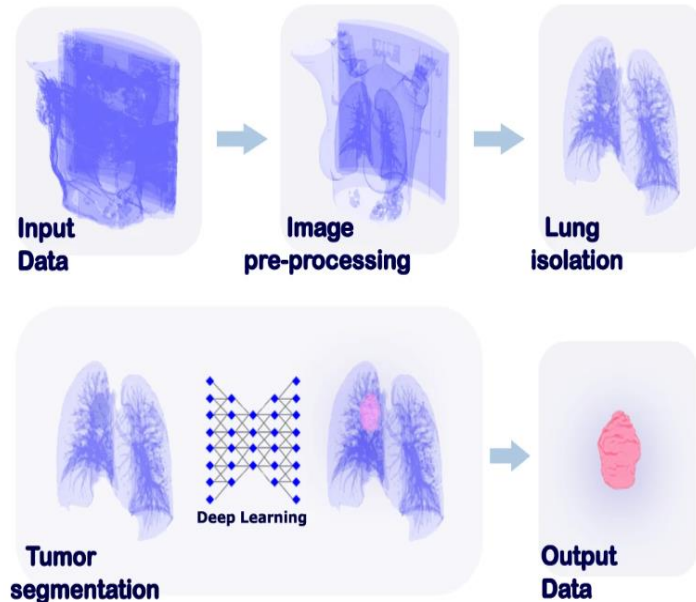 Input
Data
Image
pre-processing
Lung
isolation
Deep Learning
Tumor
segmentation
Output
Data